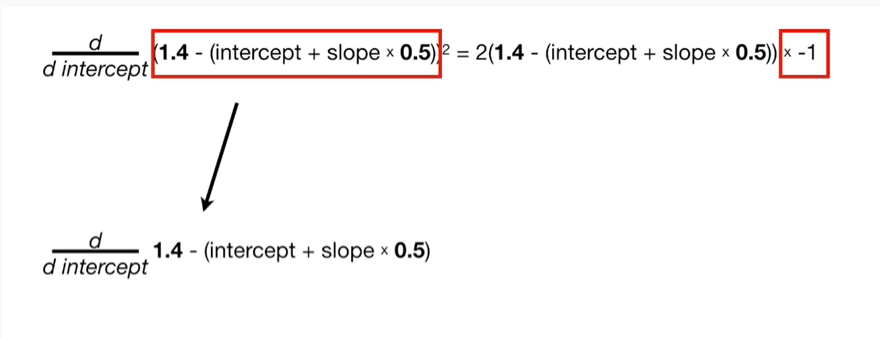 d
d intercept (1.4 - (intercept + slope × 0.5))² = 2(1.4 - (intercept + slope × 0.5)) × -1
d
d intercept 1.4 - (intercept + slope × 0.5)